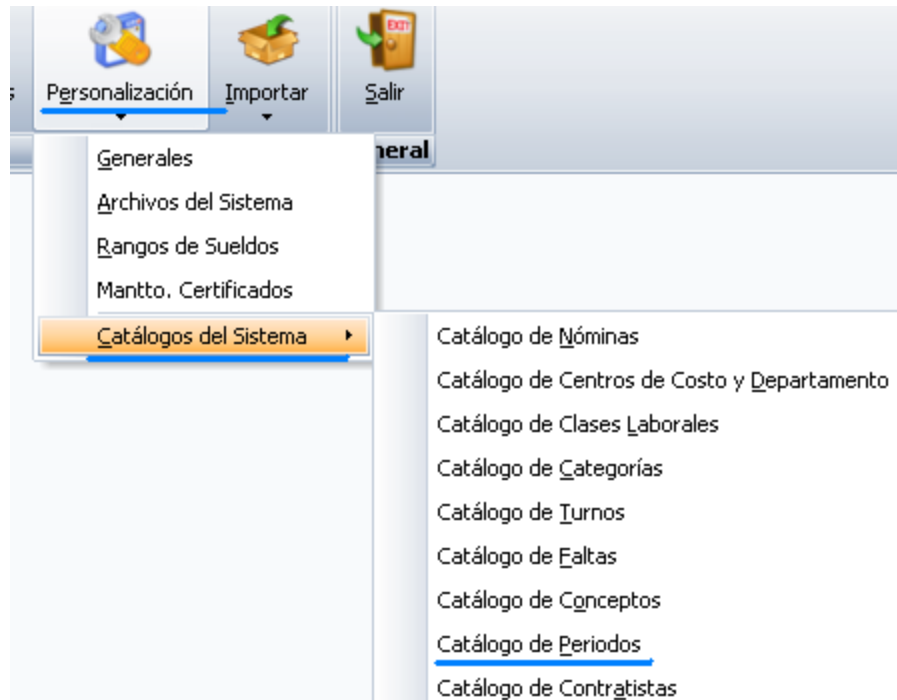 EXIT
Personalización
Importar
Salir
Generales
Archivos del Sistema
Rangos de Sueldos
Mantto. Certificados
Catálogos del Sistema
Catálogo de Nóminas
Catálogo de Centros de Costo y Departamento
Catálogo de Clases Laborales
Catálogo de Categorías
Catálogo de Turnos
Catálogo de Faltas
Catálogo de Conceptos
Catálogo de Periodos
Catálogo de Contratistas